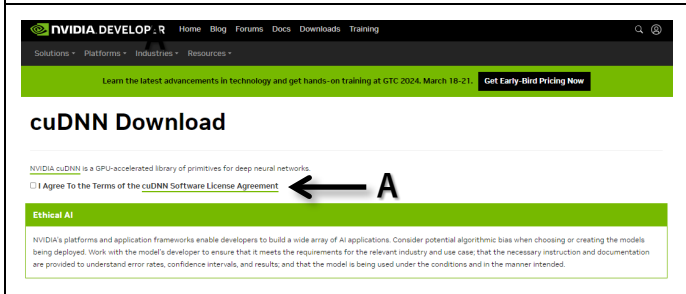 NVIDIA. DEVELOPER Home Blog Forums Docs Downloads Training
Solutions Platforms Industries Resources
Learn the latest advancements in technology and get hands-on training at GTC 2024. March 18-21. Get Early-Bird Pricing Now
cuDNN Download
NVIDIA cuDNN is a GPU-accelerated library of primitives for deep neural networks.
I Agree To the Terms of the cuDNN Software License Agreement A
Ethical AI
NVIDIA's platforms and application frameworks enable developers to build a wide array of AI applications. Consider potential algorithmic bias when choosing or creating the models
being deployed. Work with the model's developer to ensure that it meets the requirements for the relevant industry and use case; that the necessary instruction and documentation
are provided to understand error rates, confidence intervals, and results; and that the model is being used under the conditions and in the manner intended.